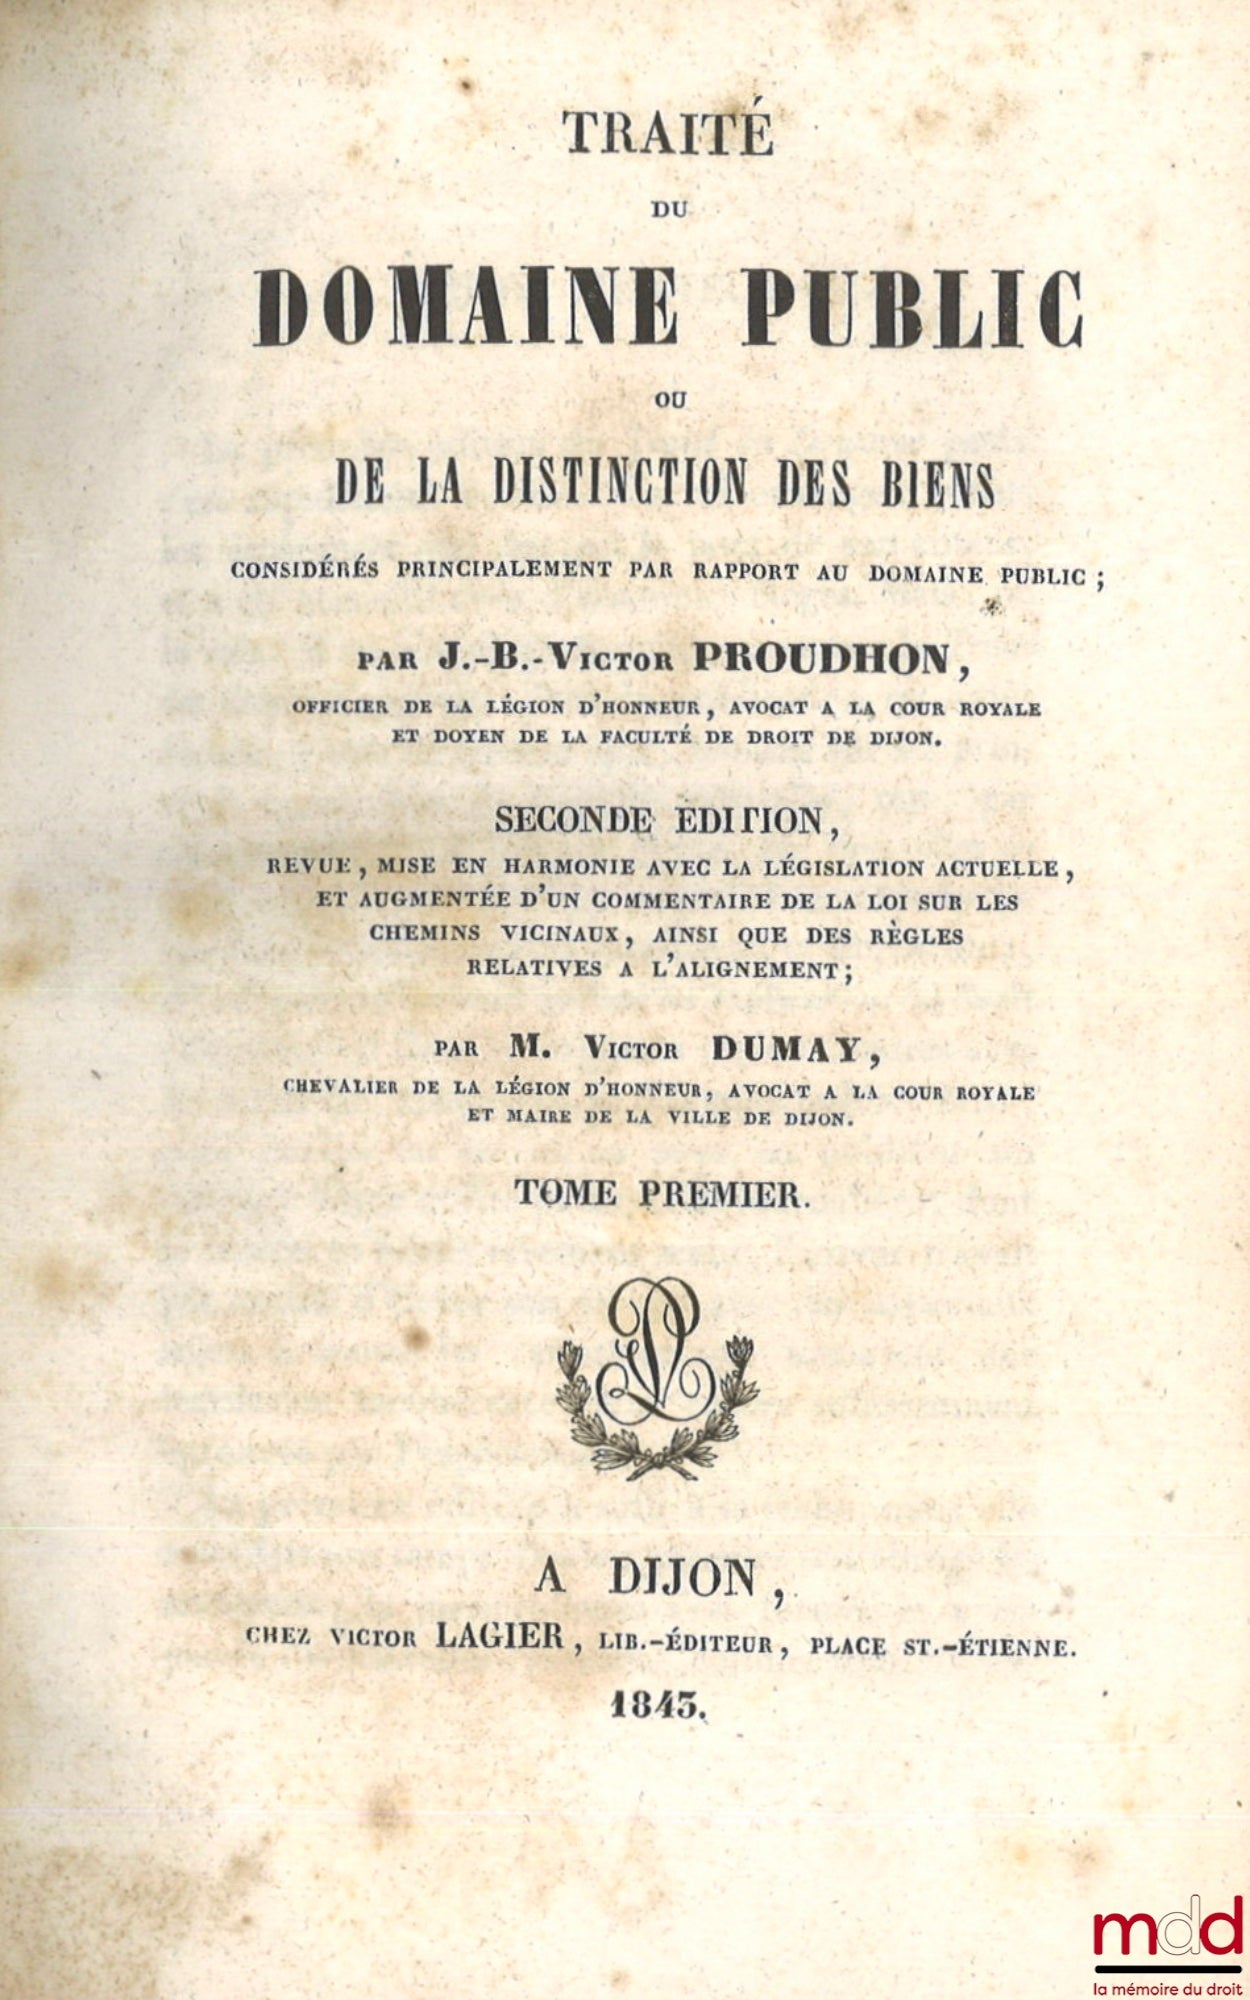 TRAITÉ
DU
DOMAINE PUBLIC
OU
DE LA DISTINCTION DES BIENS
CONSIDÉRÉS PRINCIPALEMENT PAR RAPPORT AU DOMAINE PUBLIC ;
PAR J.-B.-VICTOR PROUDHON,
OFFICIER DE LA LÉGION D'HONNEUR, AVOCAT A LA COUR ROYALE
ET DOYEN DE LA FACULTÉ DE DROIT DE DIJON.
SECONDE EDITION,
REVUE, MISE EN HARMONIE AVEC LA LÉGISLATION ACTUELLE,
ET AUGMENTÉE D'UN COMMENTAIRE DE LA LOI SUR LES
CHEMINS VICINAUX, AINSI QUE DES RÈGLES
RELATIVES A L'ALIGNEMENT;
PAR M. VICTOR DUMAY,
CHEVALIER DE LA LÉGION D'HONNEUR, AVOCAT A LA COUR ROYALE
ET MAIRE DE LA VILLE DE DIJON.
TOME PREMIER.
A DIJON,
CHEZ VICTOR LAGIER, LIB.-ÉDITEUR, PLACE ST.-ÉTIENNE.
1843.
mdd
la mémoire du droit